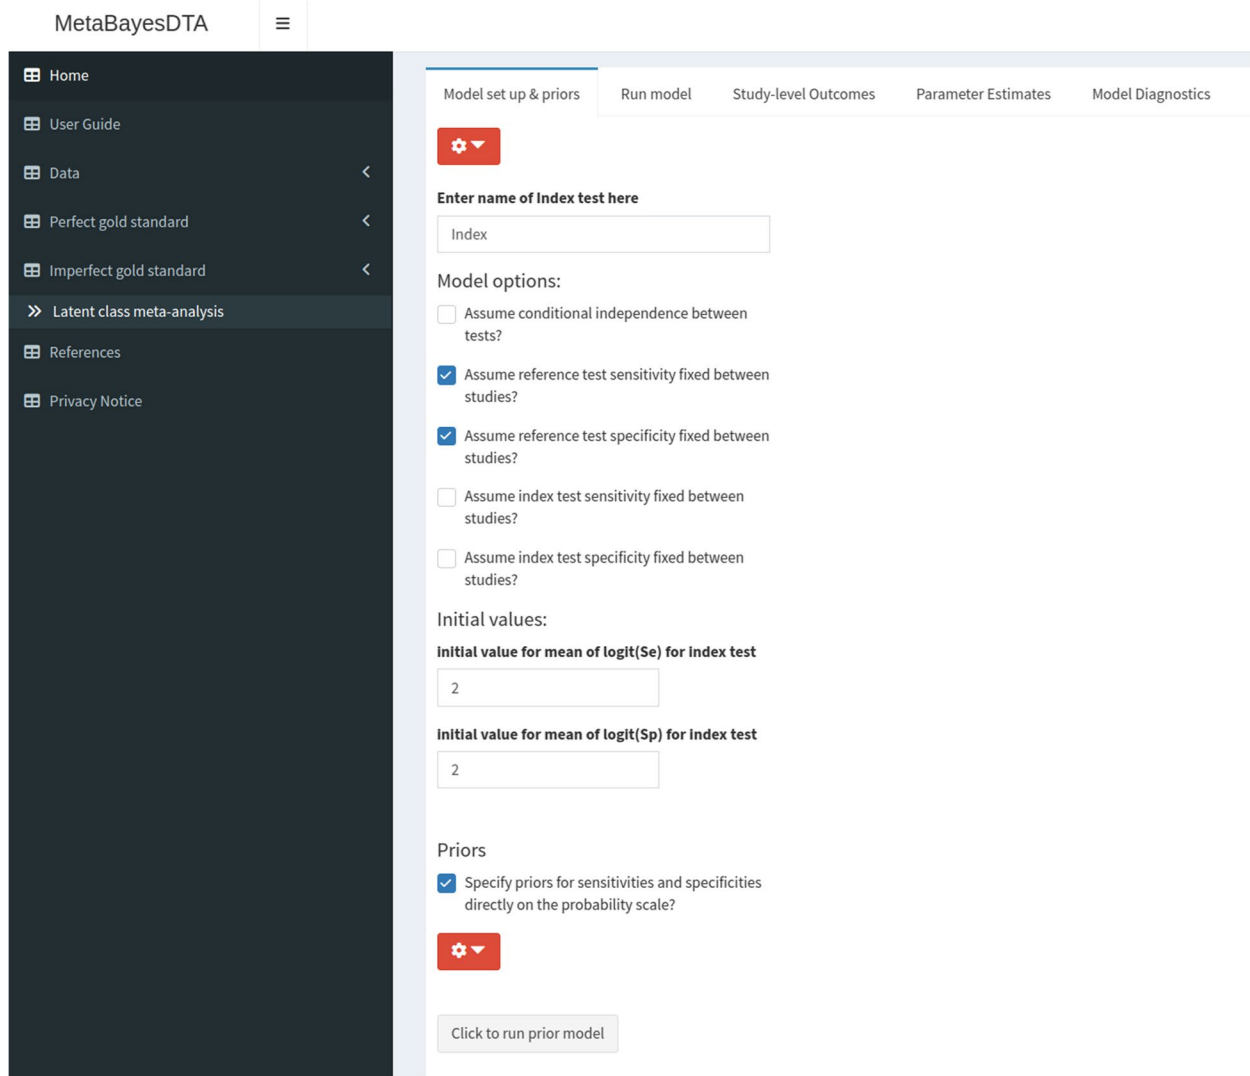 MetaBayesDTA
Home
User Guide
Data
Perfect gold standard
Imperfect gold standard
Latent class meta-analysis
References
Privacy Notice
Model set up & priors
Run model
Study-level Outcomes
Parameter Estimates
Model Diagnostics
Enter name of Index test here
Index
Model options:
Assume conditional independence between
tests?
Assume reference test sensitivity fixed between
studies?
Assume reference test specificity fixed between
studies?
Assume index test sensitivity fixed between
studies?
Assume index test specificity fixed between
studies?
Initial values:
initial value for mean of logit(Se) for index test
2
initial value for mean of logit(Sp) for index test
2
Priors
Specify priors for sensitivities and specificities
directly on the probability scale?
Click to run prior model